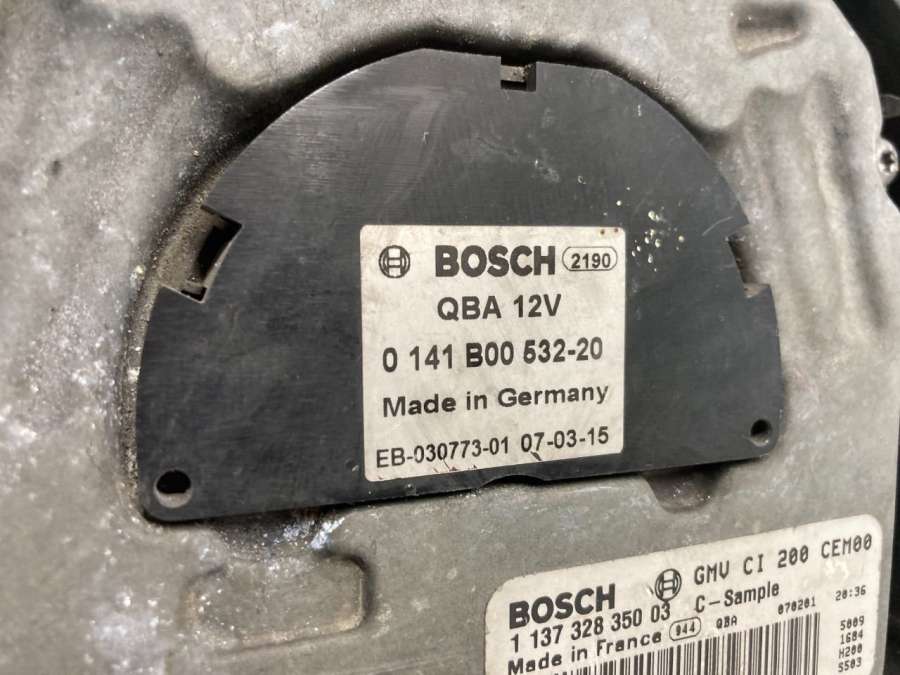 BOSCH 2190
QBA 12V
0 141 B00 532-20
Made in Germany
EB-030773-01 07-03-15
BOSCH GMV CI 200 CEM00
1 137 328 350 03 C-Sample
Made in France 944 QBA 070201 20:36
5009
1684
H200
S503